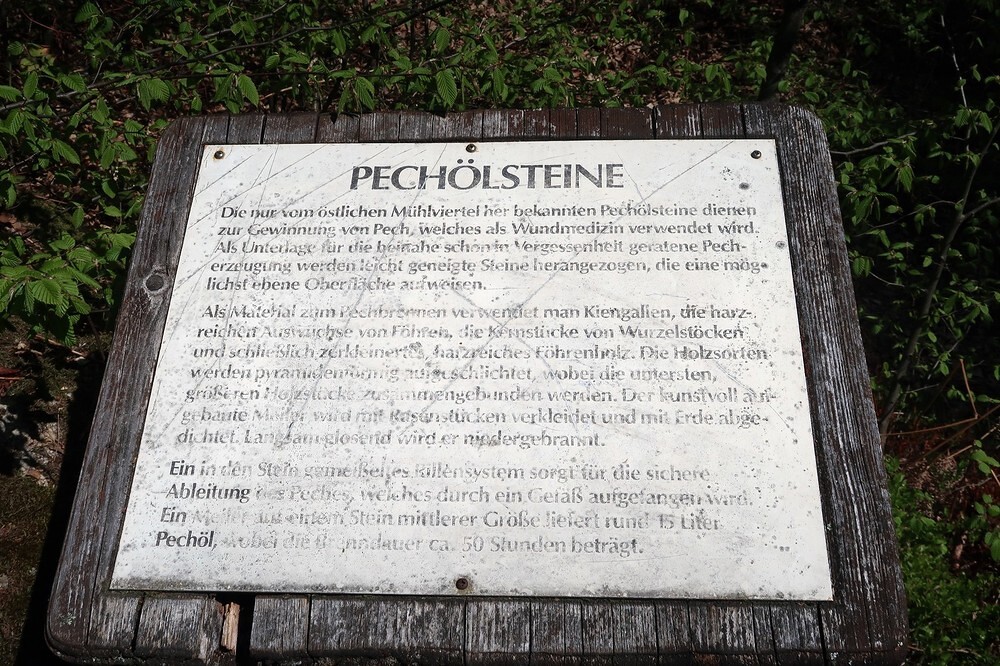 PECHÖLSTEINE
Die nur vom östlichen Mühlviertel her bekannten Pechölsteine dienen
zur Gewinnung von Pech, welches als Wundmedizin verwendet wird.
Als Unterlage für die beinahe schon in Vergessenheit geratene Pech-
erzeugung werden leicht geneigte Steine herangezogen, die eine mög-
lichst ebene Oberfläche aufweisen.
Als Material zum Pechbrennen verwendet man Kiengallen, die harz-
reichen Auswüchse von Föhren, die Kernstücke von Wurzelstöcken
und schließlich zerkleinertes, harzreiches Föhrenholz. Die Holzsorten
werden pyramidenförmig aufgeschlichtet, wobei die untersten,
größeren Holzstücke zusammengebunden werden. Der kunstvoll auf-
gebaute Meiler wird mit Rasenstücken verkleidet und mit Erde abge-
dichtet. Langsam glosend wird er niedergebrannt.
Ein in den Stein gemeißeltes Rillensystem sorgt für die sichere
Ableitung des Peches, welches durch ein Gefäß aufgefangen wird.
Ein Meiler auf einem Stein mittlerer Größe liefert rund 15 Liter
Pechöl, wobei die Brenndauer ca. 50 Stunden beträgt.